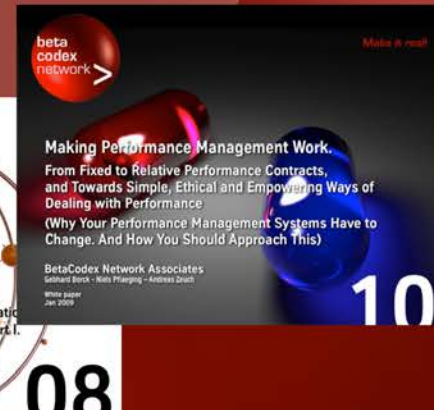 beta
codex
network >
Make it real!
Making Performance Management Work.
From Fixed to Relative Performance Contracts,
and Towards Simple, Ethical and Empowering Ways of
Dealing with Performance
(Why Your Performance Management Systems Have to
Change. And How You Should Approach This)
BetaCodex Network Associates
Gebhard Borck - Niels Pflaeging – Andreas Zeuch
White paper
Jan 2009
10
08